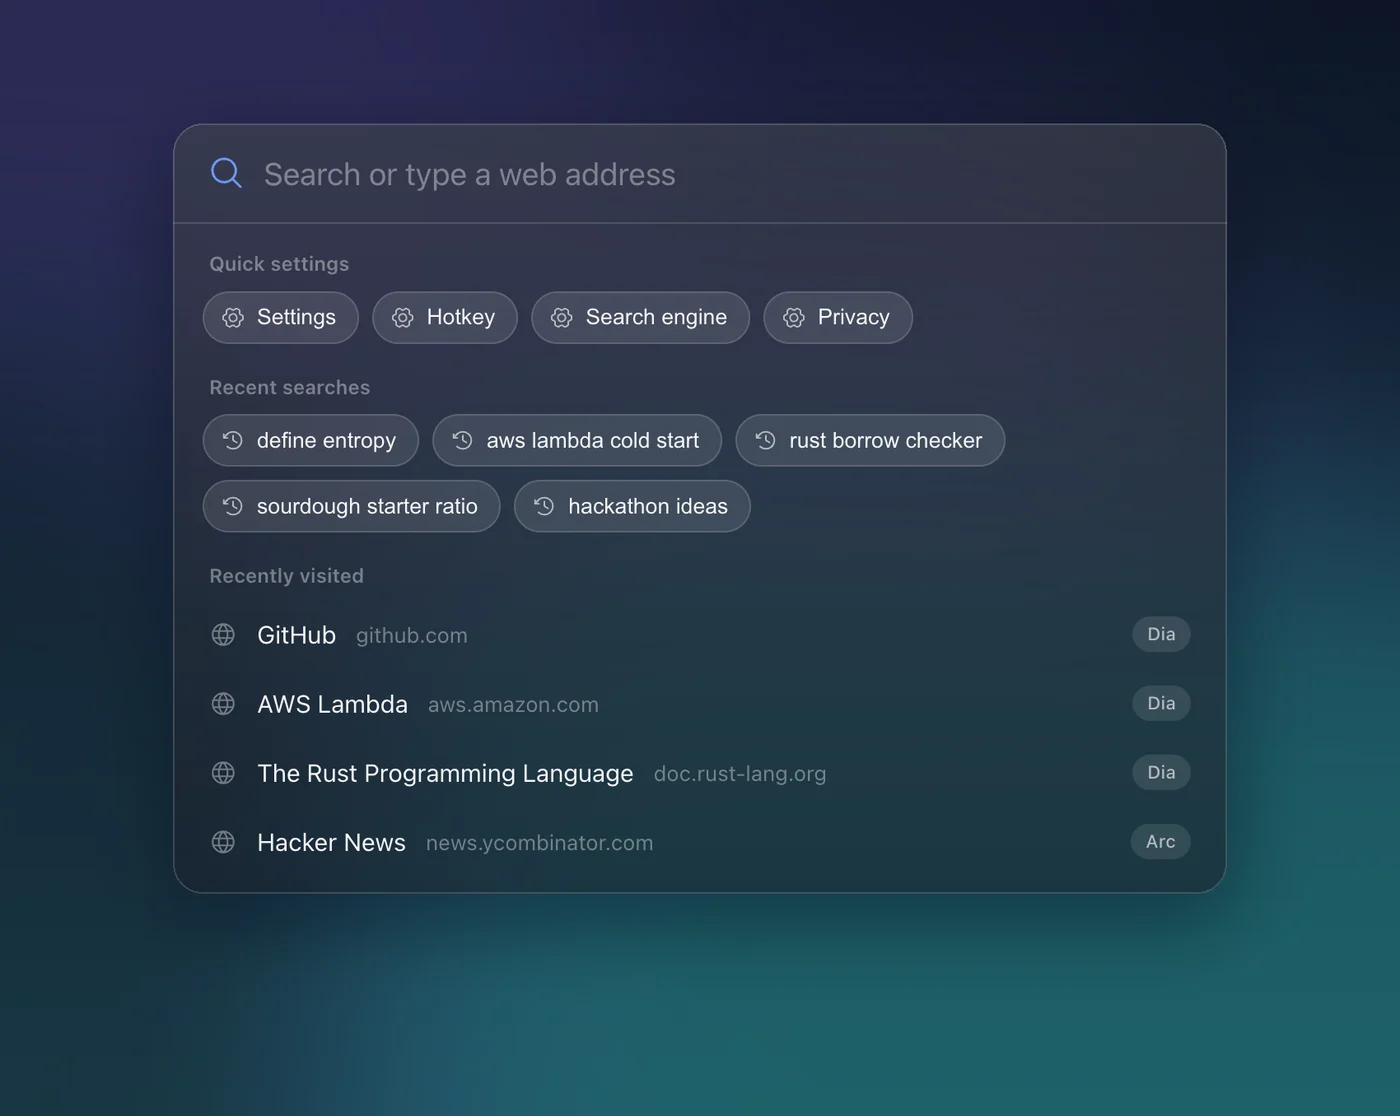 Search or type a web address
Quick settings
Settings Hotkey Search engine Privacy
Recent searches
define entropy aws lambda cold start rust borrow checker
sourdough starter ratio hackathon ideas
Recently visited
GitHub github.com Dia
AWS Lambda aws.amazon.com Dia
The Rust Programming Language doc.rust-lang.org Dia
Hacker News news.ycombinator.com Arc